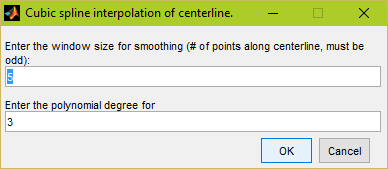 Cubic spline interpolation of centerline.
Enter the window size for smoothing (# of points along centerline, must be
odd):
5
Enter the polynomial degree for
3
OK Cancel